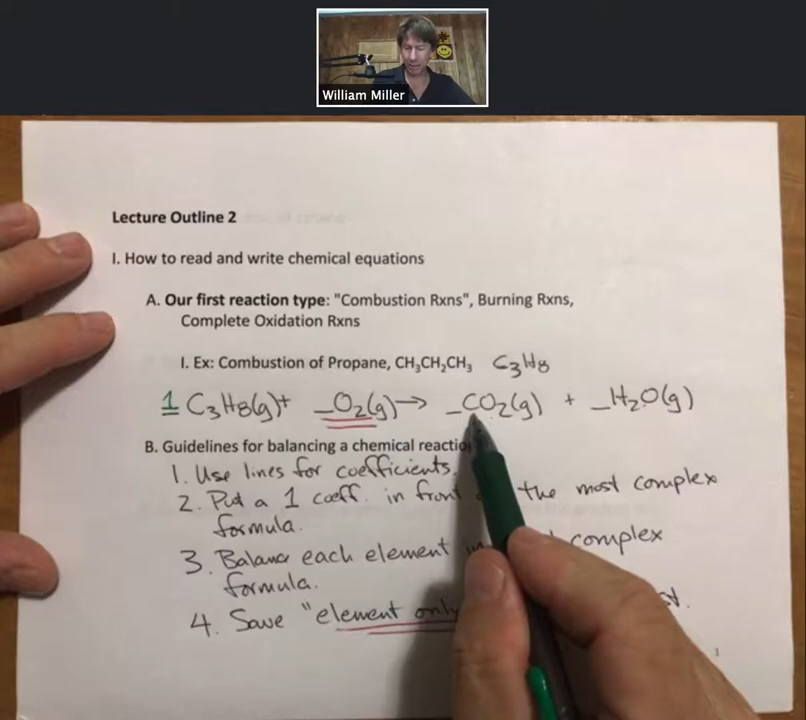 William Miller
Lecture Outline 2
I. How to read and write chemical equations
A. Our first reaction type: "Combustion Rxns", Burning Rxns,
Complete Oxidation Rxns
I. Ex: Combustion of Propane, CH₃CH₂CH₃ C₃H₈
1 C₃H₈(g) + _O₂(g) → _CO₂(g) + _H₂O(g)
B. Guidelines for balancing a chemical reactio
1. Use lines for coefficients.
2. Put a 1 coeff. in front the most complex
formula.
3. Balance each element complex
formula.
4. Save "element only
1